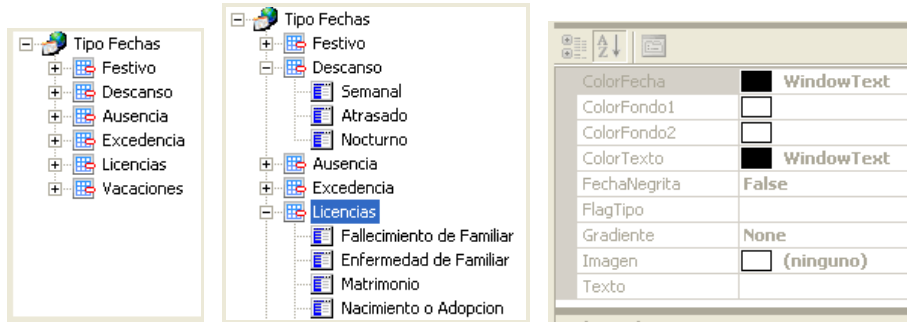 Tipo Fechas
Festivo
Descanso
Ausencia
Excedencia
Licencias
Vacaciones
Tipo Fechas
Festivo
Descanso
Semanal
Atrasado
Nocturno
Ausencia
Excedencia
Licencias
Fallecimiento de Familiar
Enfermedad de Familiar
Matrimonio
Nacimiento o Adopcion
ColorFecha WindowText
ColorFondo1
ColorFondo2
ColorTexto WindowText
FechaNegrita False
FlagTipo
Gradiente None
Imagen (ninguno)
Texto